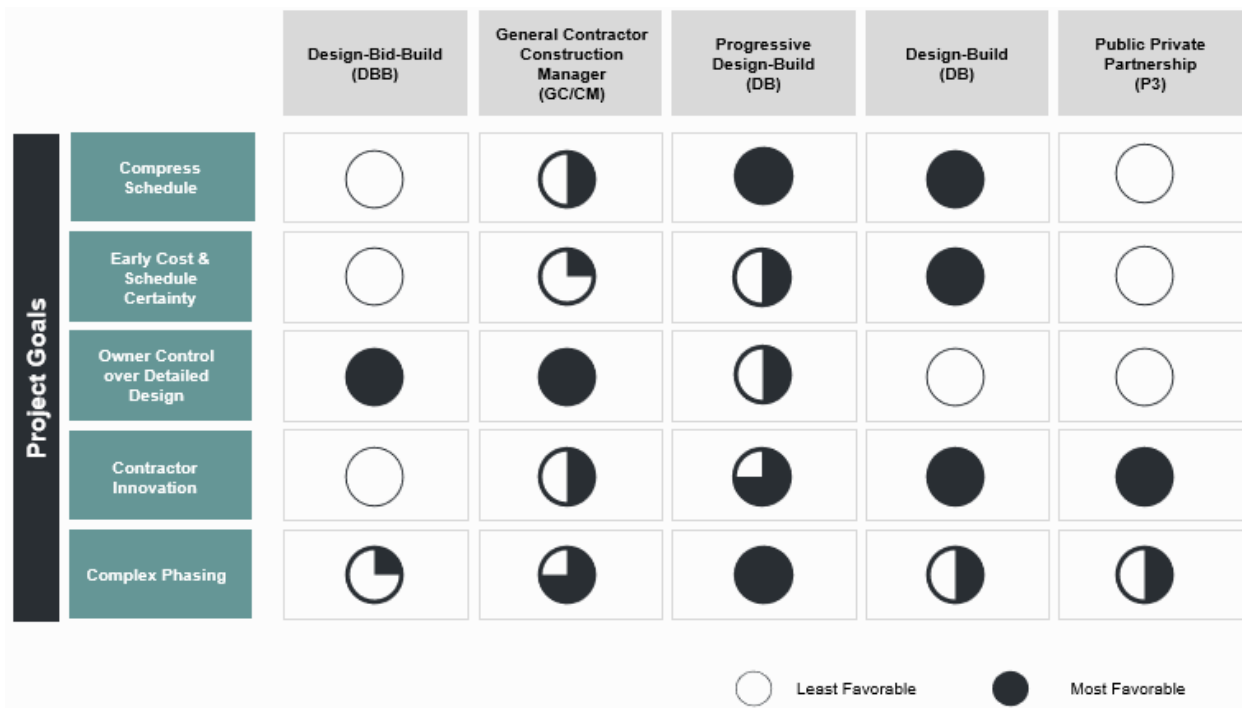 Design-Bid-Build
(DBB)
General Contractor
Construction
Manager
(GC/CM)
Progressive
Design-Build
(DB)
Design-Build
(DB)
Public Private
Partnership
(P3)
Project Goals
Compress
Schedule
Early Cost &
Schedule
Certainty
Owner Control
over Detailed
Design
Contractor
Innovation
Complex Phasing
Least Favorable
Most Favorable